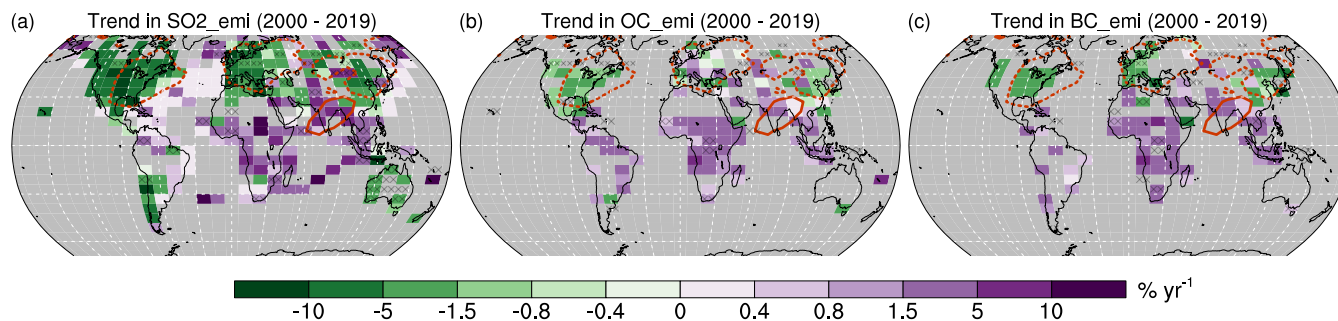 (a) Trend in SO2_emi (2000 - 2019)
(b) Trend in OC_emi (2000 - 2019)
(c) Trend in BC_emi (2000 - 2019)
-10 -5 -1.5 -0.8 -0.4 0 0.4 0.8 1.5 5 10 % yr⁻¹